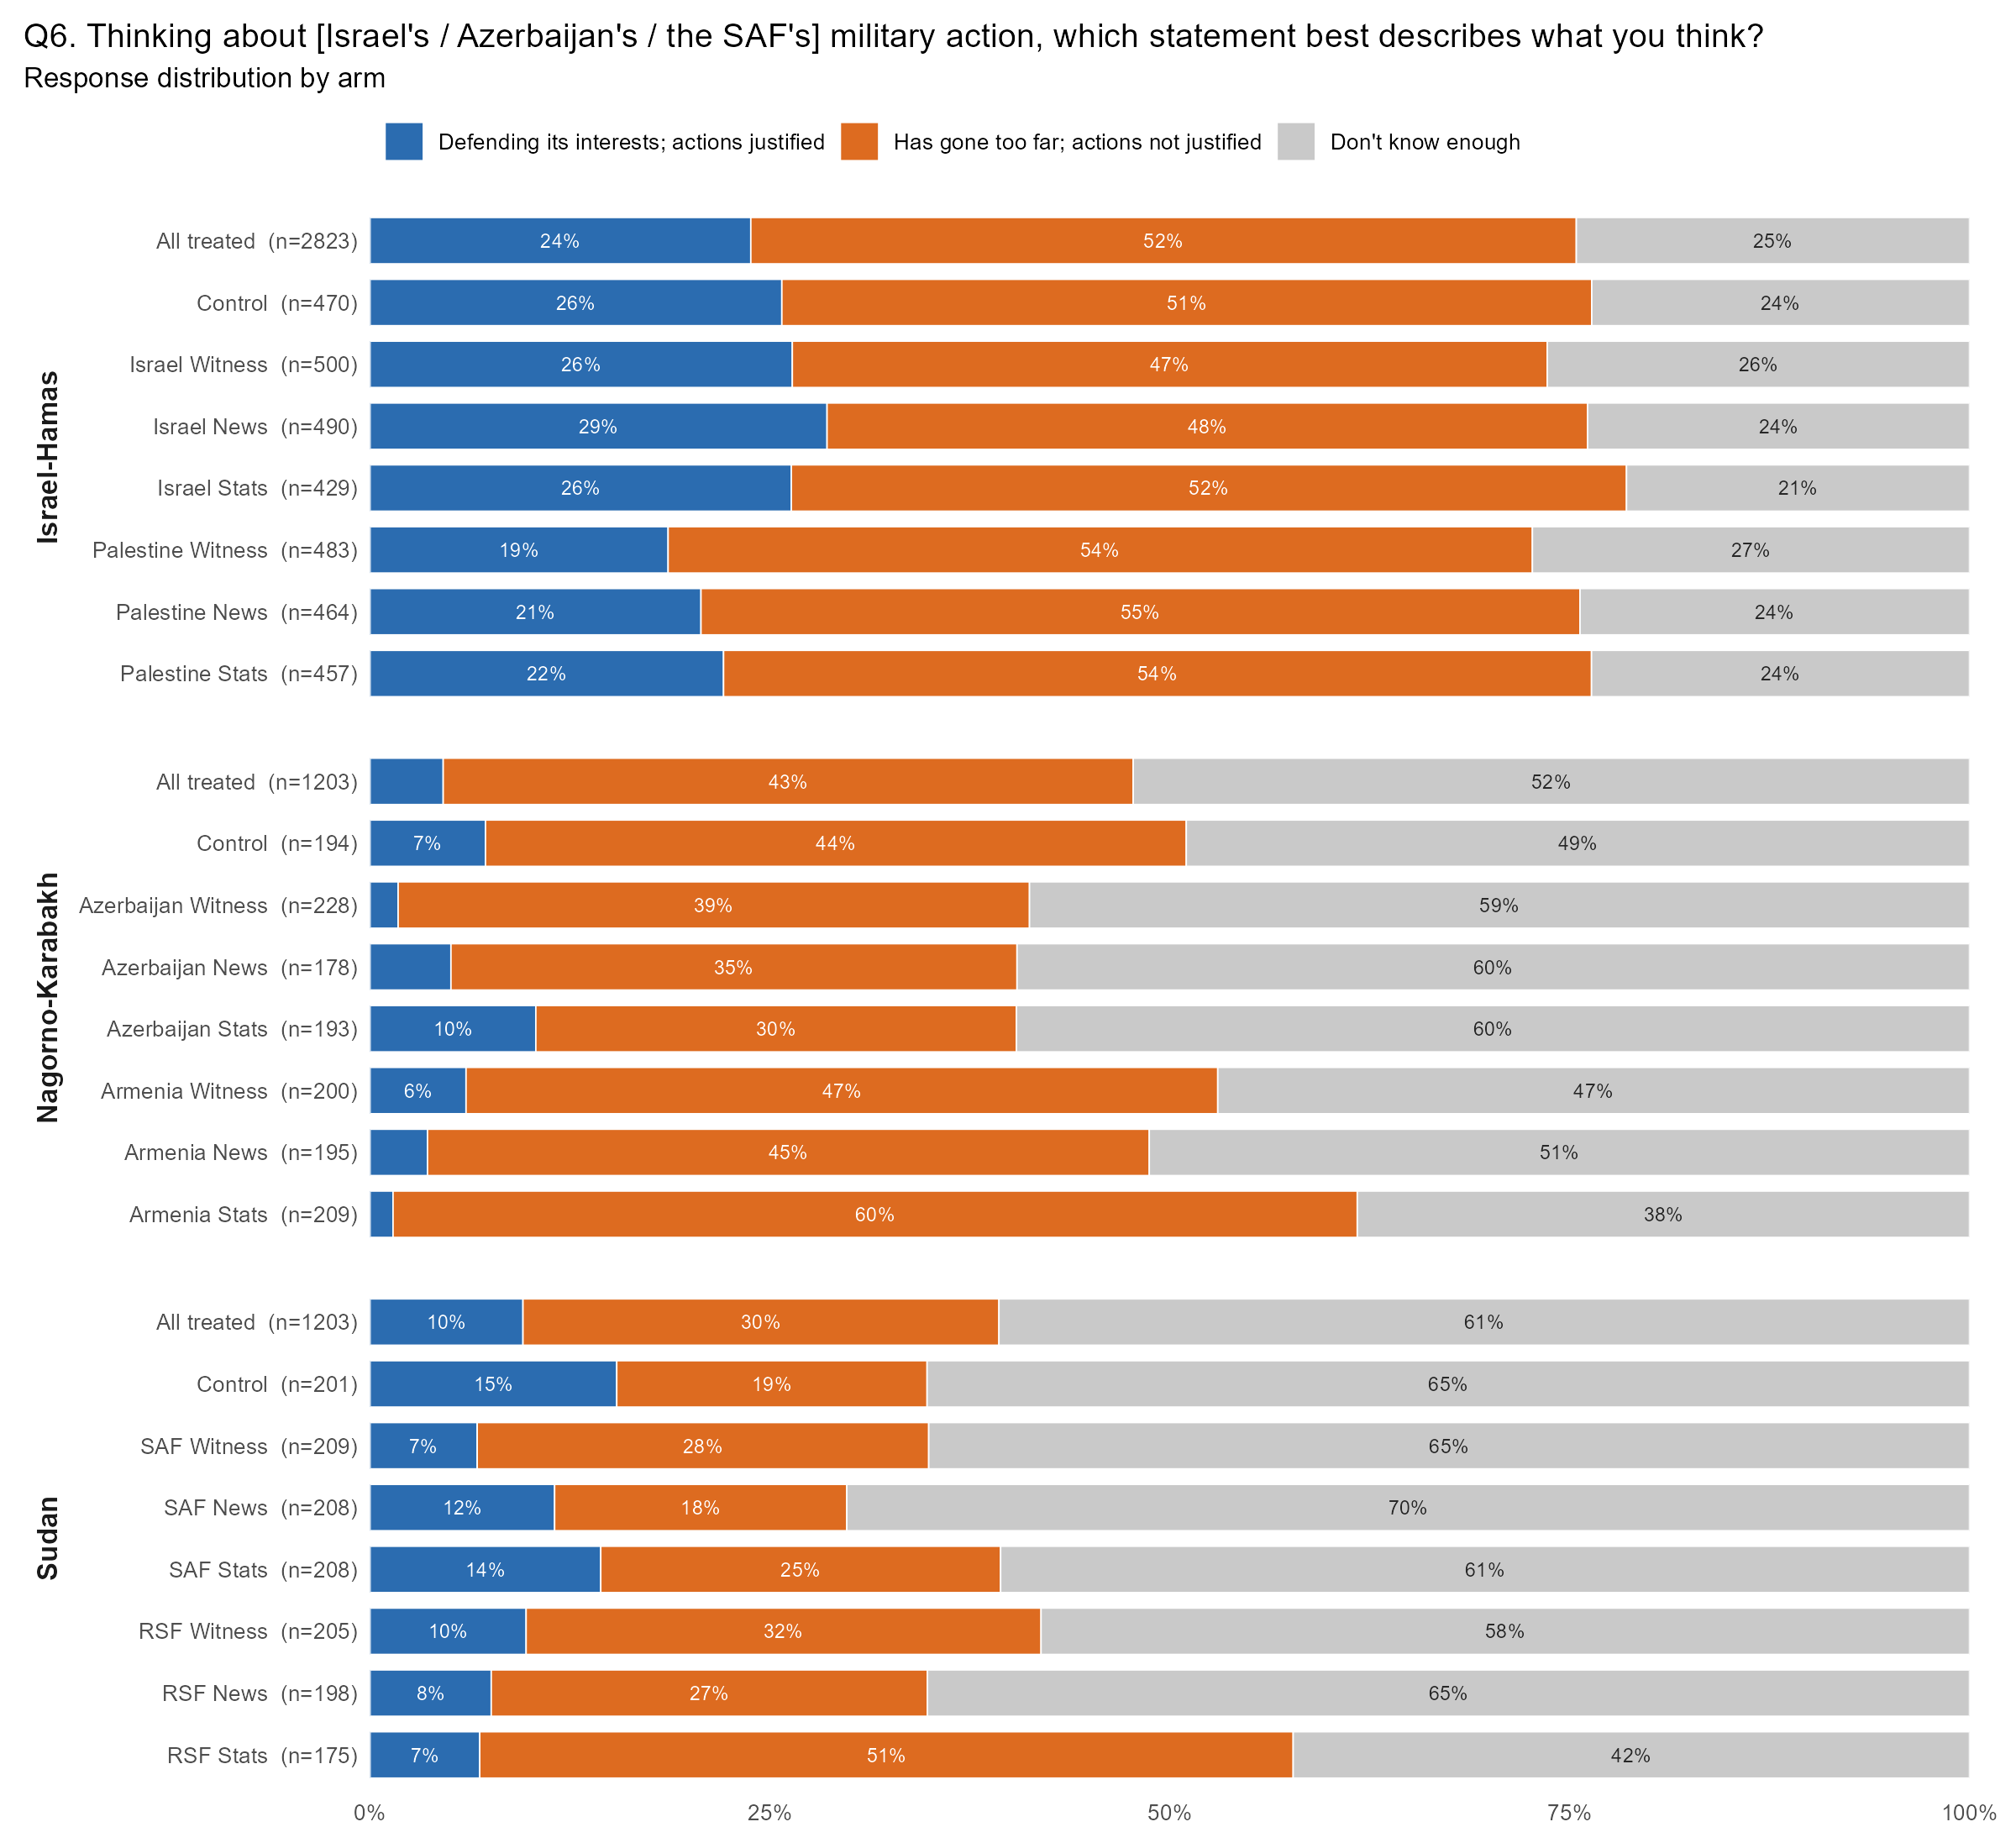 Q6. Thinking about [Israel's / Azerbaijan's / the SAF's] military action, which statement best describes what you think?
Response distribution by arm
Defending its interests; actions justified Has gone too far; actions not justified Don't know enough
Israel-Hamas
All treated (n=2823) 24% 52% 25%
Control (n=470) 26% 51% 24%
Israel Witness (n=500) 26% 47% 26%
Israel News (n=490) 29% 48% 24%
Israel Stats (n=429) 26% 52% 21%
Palestine Witness (n=483) 19% 54% 27%
Palestine News (n=464) 21% 55% 24%
Palestine Stats (n=457) 22% 54% 24%
Nagorno-Karabakh
All treated (n=1203) 43% 52%
Control (n=194) 7% 44% 49%
Azerbaijan Witness (n=228) 39% 59%
Azerbaijan News (n=178) 35% 60%
Azerbaijan Stats (n=193) 10% 30% 60%
Armenia Witness (n=200) 6% 47% 47%
Armenia News (n=195) 45% 51%
Armenia Stats (n=209) 60% 38%
Sudan
All treated (n=1203) 10% 30% 61%
Control (n=201) 15% 19% 65%
SAF Witness (n=209) 7% 28% 65%
SAF News (n=208) 12% 18% 70%
SAF Stats (n=208) 14% 25% 61%
RSF Witness (n=205) 10% 32% 58%
RSF News (n=198) 8% 27% 65%
RSF Stats (n=175) 7% 51% 42%
0% 25% 50% 75% 100%